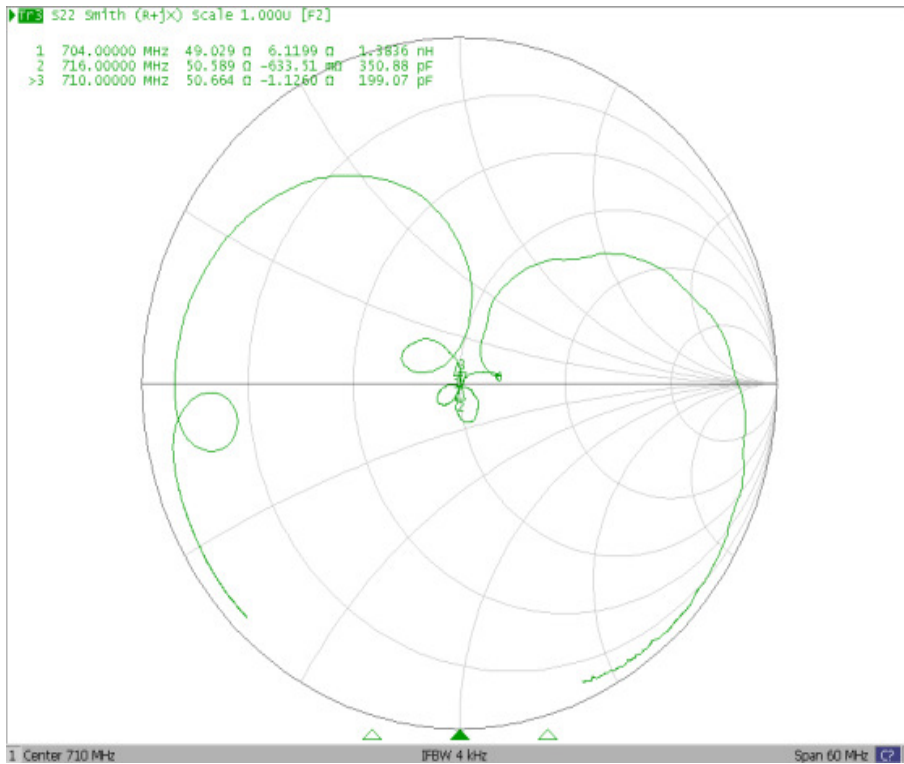 Tr3 S22 Smith (R+jX) Scale 1.000U [F2]
1 704.00000 MHz 49.029 Ω 6.1199 Ω 1.3836 nH
2 716.00000 MHz 50.589 Ω -633.51 mΩ 350.88 pF
>3 710.00000 MHz 50.664 Ω -1.1260 Ω 199.07 pF
1 Center 710 MHz IFBW 4 kHz Span 60 MHz C?